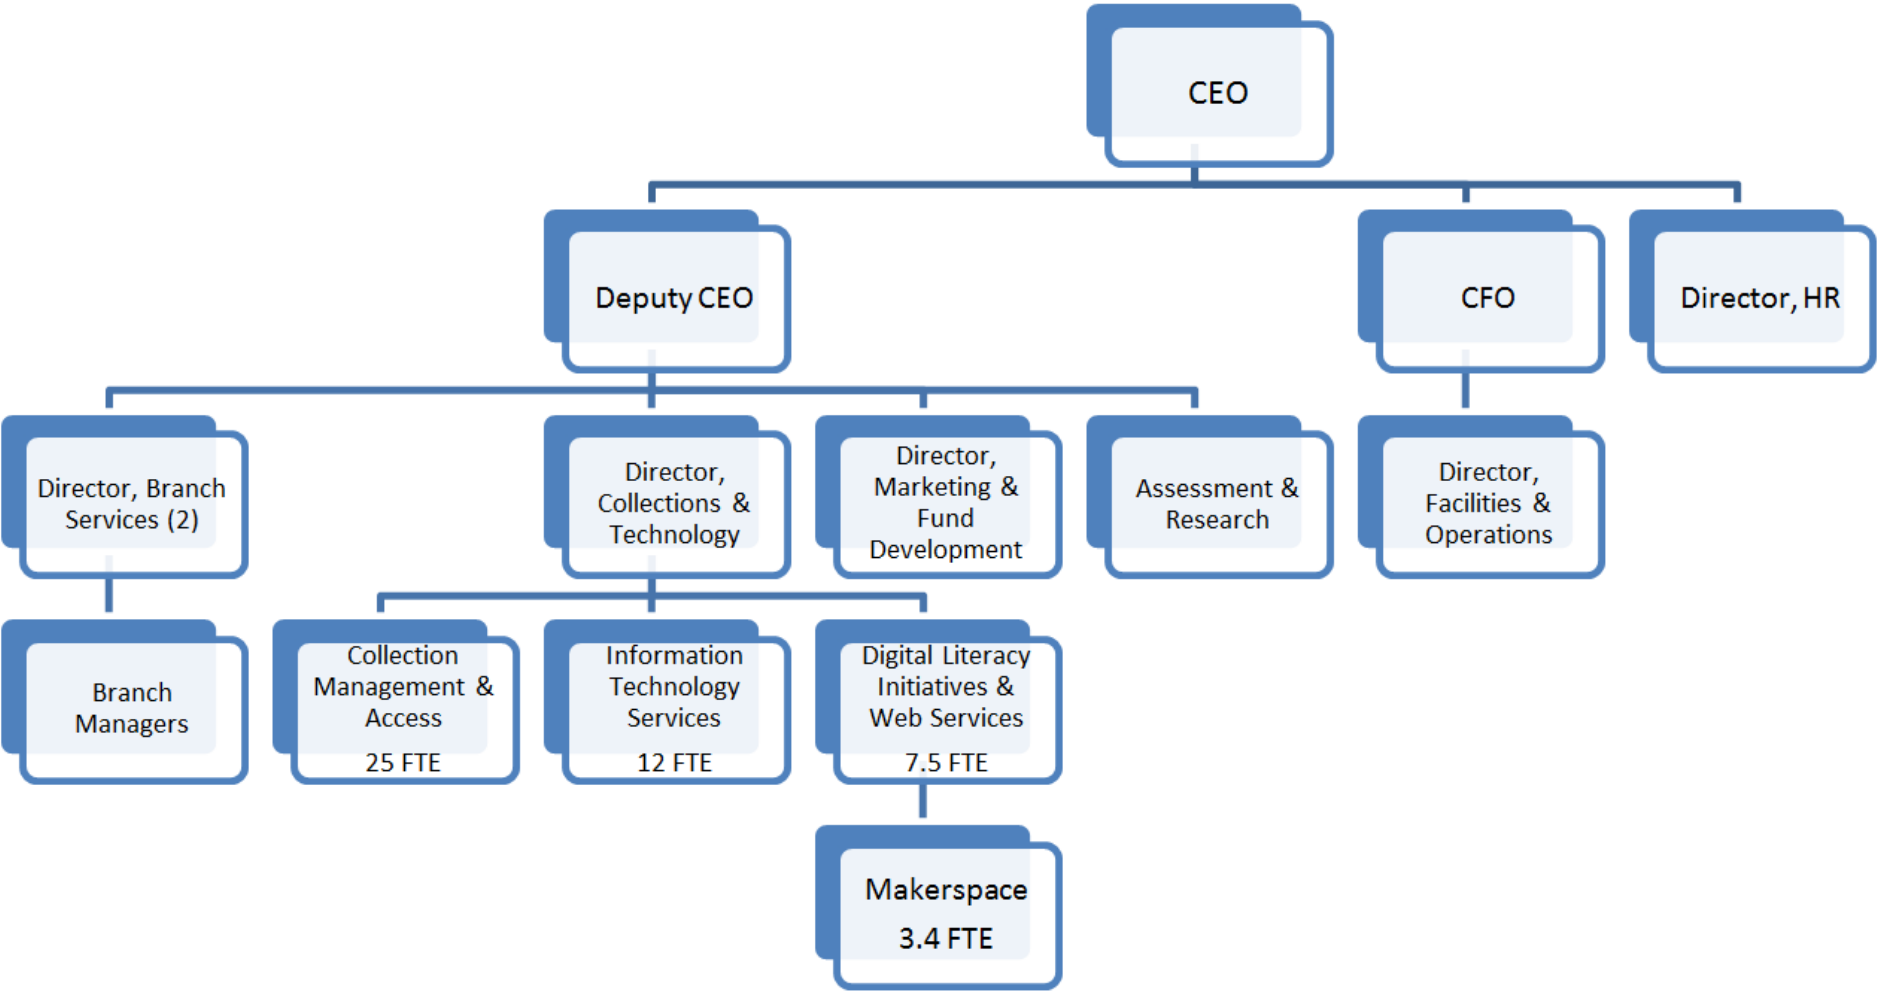 CEO
Deputy CEO
CFO
Director, HR
Director, Branch
Services (2)
Director,
Collections &
Technology
Director,
Marketing &
Fund
Development
Assessment &
Research
Director,
Facilities &
Operations
Branch
Managers
Collection
Management &
Access
25 FTE
Information
Technology
Services
12 FTE
Digital Literacy
Initiatives &
Web Services
7.5 FTE
Makerspace
3.4 FTE